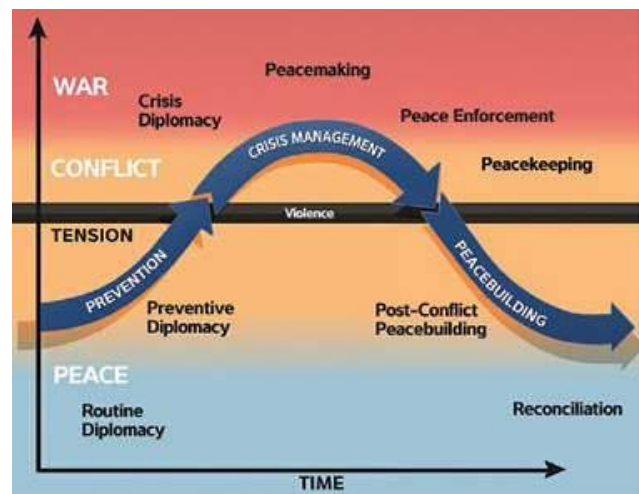 WAR
Peacemaking
Crisis
Diplomacy
Peace Enforcement
CRISIS MANAGEMENT
CONFLICT
Peacekeeping
Violence
TENSION
PREVENTION
Preventive
Diplomacy
Post-Conflict
Peacebuilding
PEACEBUILDING
PEACE
Routine
Diplomacy
Reconciliation
TIME